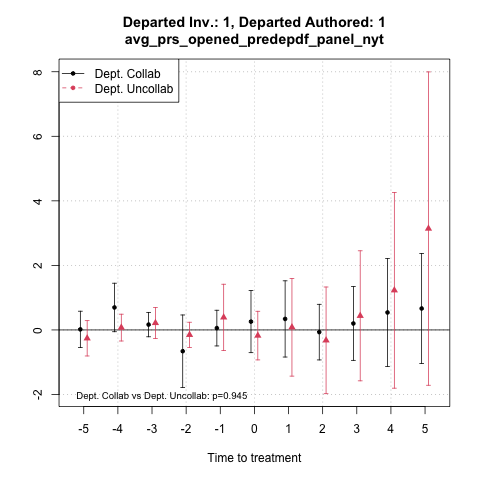 Departed Inv.: 1, Departed Authored: 1
avg_prs_opened_predepdf_panel_nyt
Dept. Collab
Dept. Uncollab
8
6
4
2
0
-2
Dept. Collab vs Dept. Uncollab: p=0.945
-5 -4 -3 -2 -1 0 1 2 3 4 5
Time to treatment